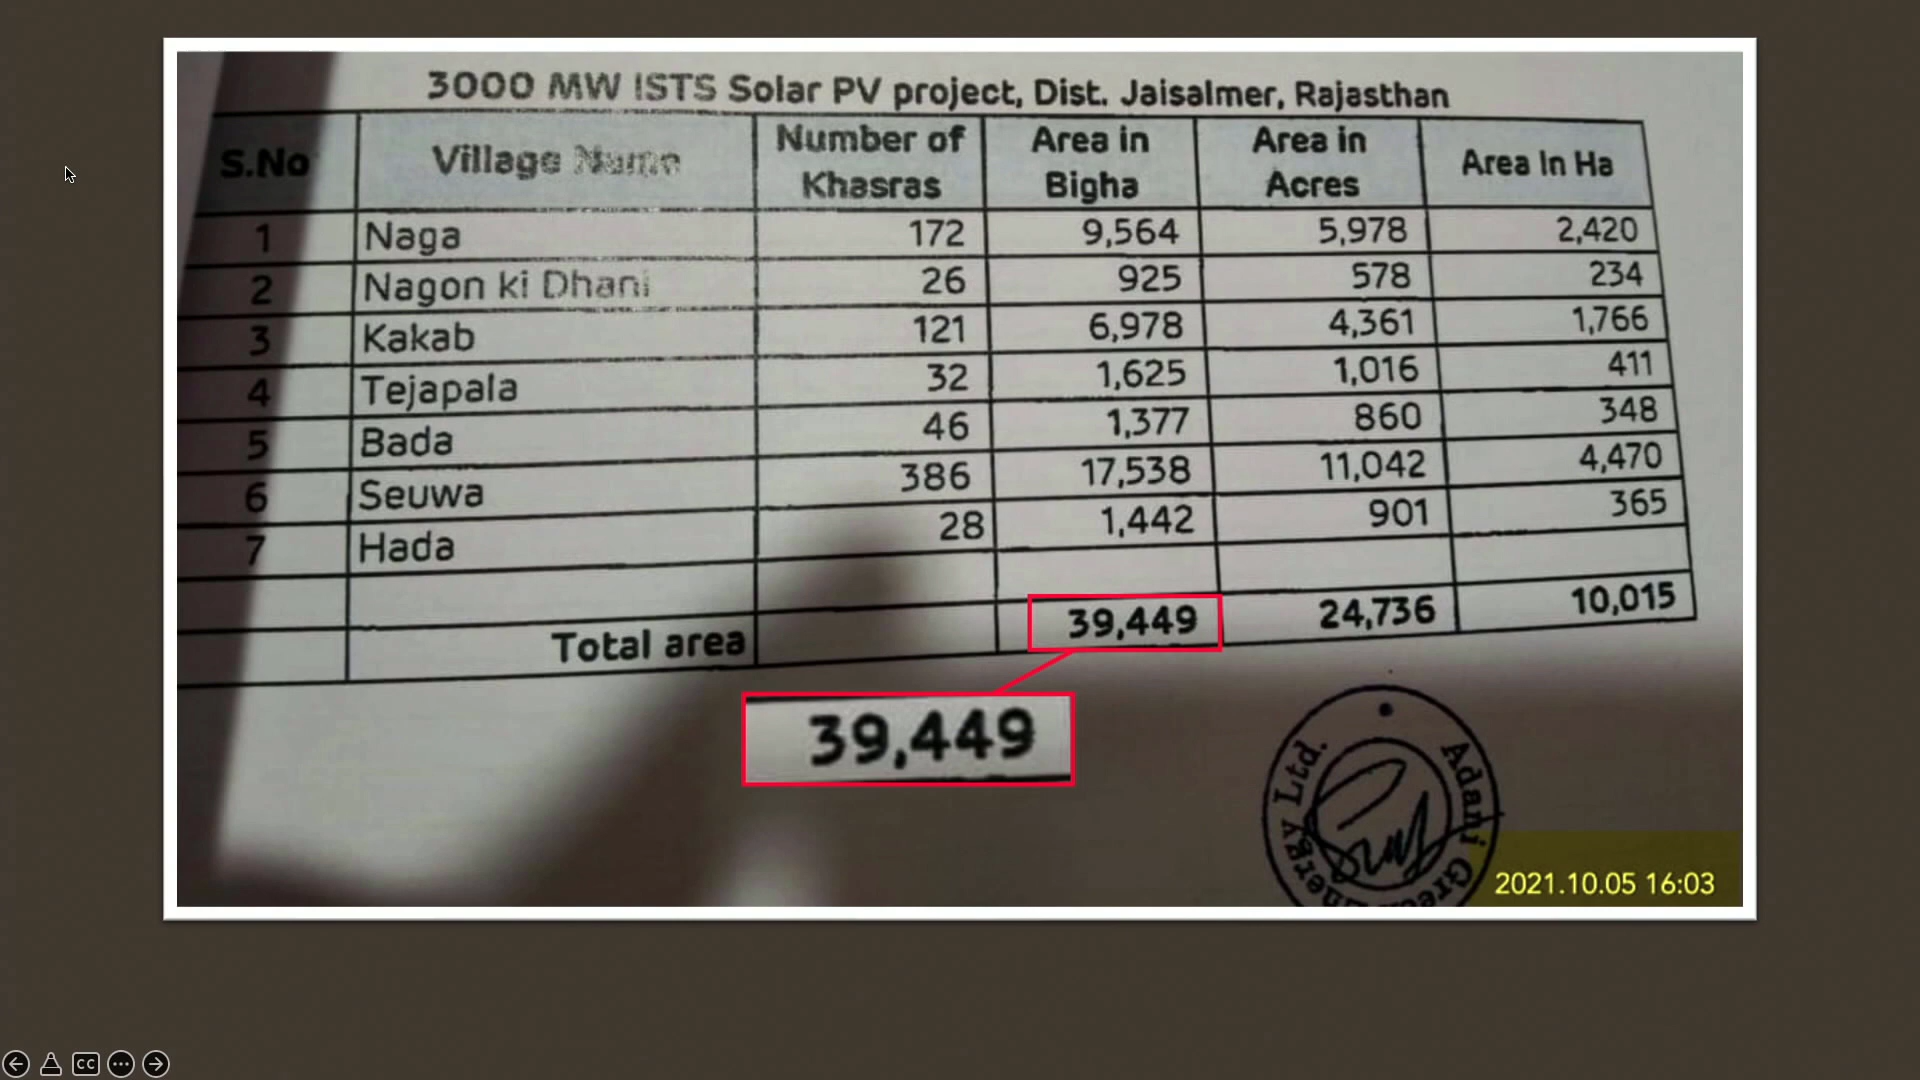 3000 MW ISTS Solar PV project, Dist. Jaisalmer, Rajasthan
S.No Village Name Number of Khasras Area in Bigha Area in Acres Area In Ha
1 Naga 172 9,564 5,978 2,420
2 Nagon ki Dhani 26 925 578 234
3 Kakab 121 6,978 4,361 1,766
4 Tejapala 32 1,625 1,016 411
5 Bada 46 1,377 860 348
6 Seuwa 386 17,538 11,042 4,470
7 Hada 28 1,442 901 365
Total area 39,449 24,736 10,015
39,449
Adani Green Energy Ltd.
2021.10.05 16:03
CC